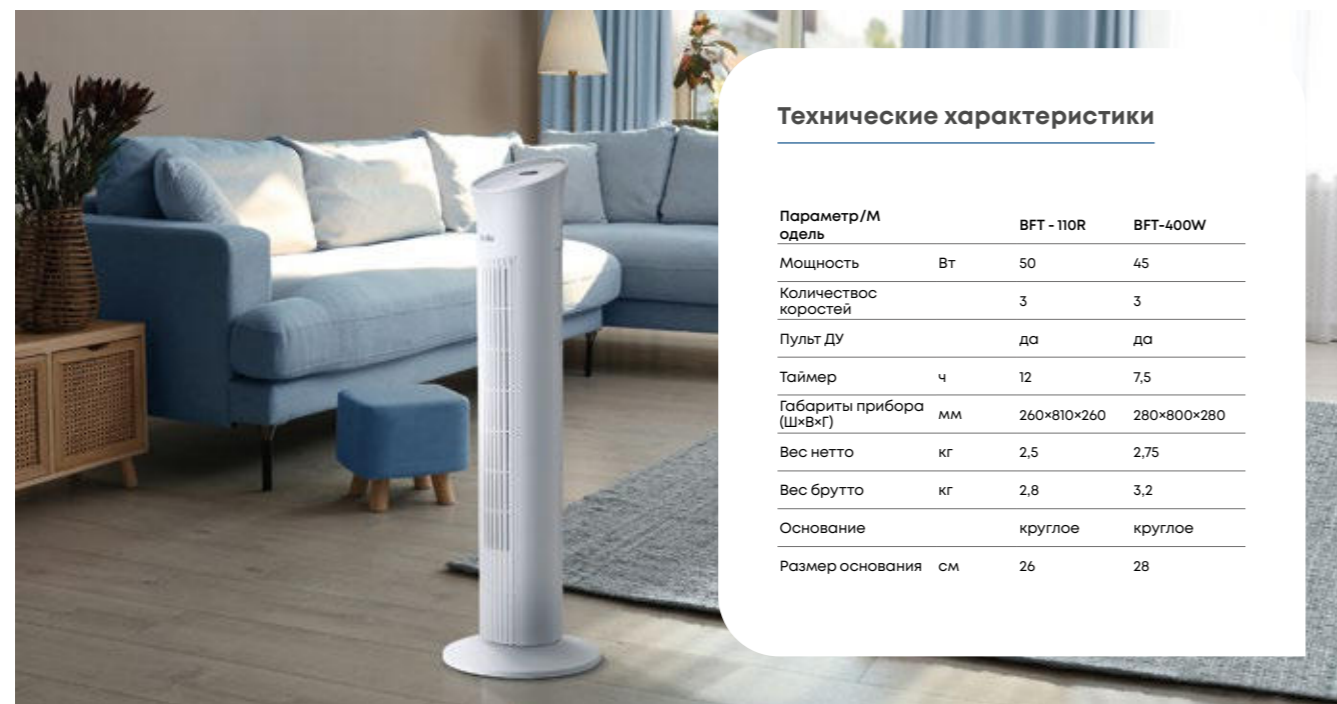 Технические характеристики
Параметр/М
одель BFT - 110R BFT-400W
Мощность Вт 50 45
Количествос
коростей 3 3
Пульт ДУ да да
Таймер ч 12 7,5
Габариты прибора
(Ш×В×Г) мм 260×810×260 280×800×280
Вес нетто кг 2,5 2,75
Вес брутто кг 2,8 3,2
Основание круглое круглое
Размер основания см 26 28